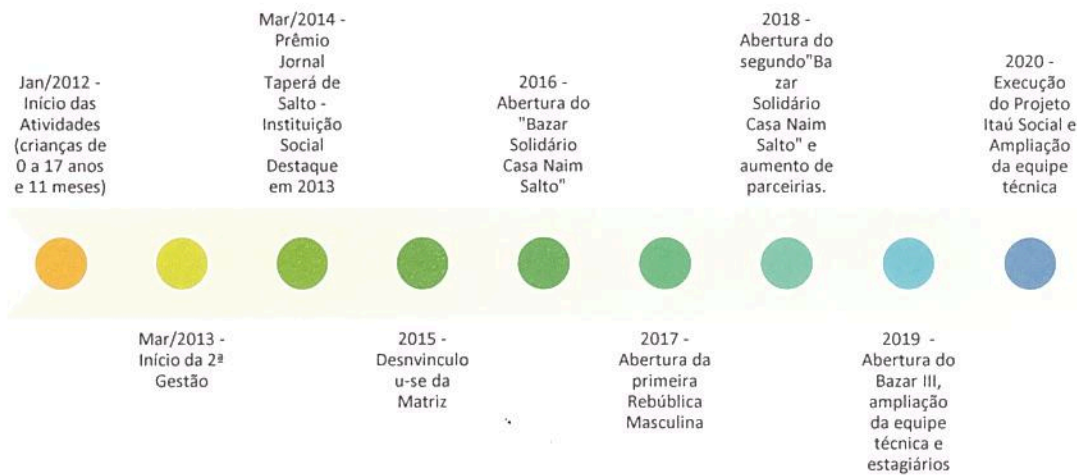 Jan/2012 -
Início das
Atividades
(crianças de
0 a 17 anos
e 11 meses)
Mar/2013 -
Início da 2ª
Gestão
Mar/2014 -
Prêmio
Jornal
Taperá de
Salto -
Instituição
Social
Destaque
em 2013
2015 -
Desnvinculo
u-se da
Matriz
2016 -
Abertura do
"Bazar
Solidário
Casa Naim
Salto"
2017 -
Abertura da
primeira
Rebública
Masculina
2018 -
Abertura do
segundo"Ba
zar
Solidário
Casa Naim
Salto" e
aumento de
parceirias.
2019 -
Abertura do
Bazar III,
ampliação
da equipe
técnica e
estagiários
2020 -
Execução
do Projeto
Itaú Social e
Ampliação
da equipe
técnica